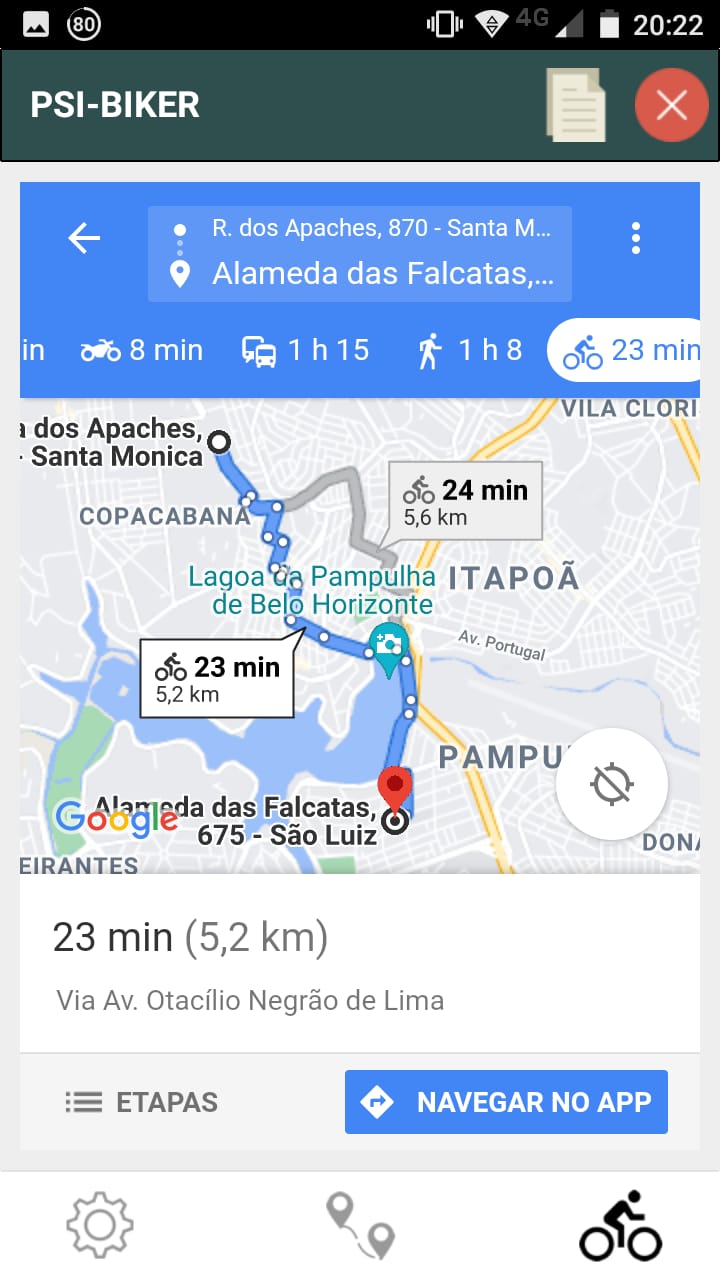 80
4G
20:22
PSI-BIKER
R. dos Apaches, 870 - Santa M...
Alameda das Falcatas,...
in
8 min
1 h 15
1 h 8
23 min
VILA CLORI
a dos Apaches,
- Santa Monica
24 min
5,6 km
COPACABANA
Lagoa da Pampulha
de Belo Horizonte
ITAPOÃ
Av. Portugal
23 min
5,2 km
PAMPU
Alameda das Falcatas,
675 - São Luiz
Google
DONA
EIRANTES
23 min (5,2 km)
Via Av. Otacílio Negrão de Lima
ETAPAS
NAVEGAR NO APP